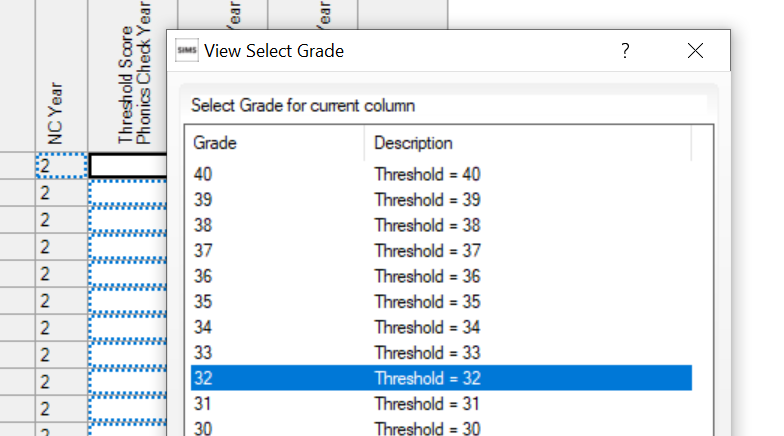 NC Year
Threshold Score
Phonics Check Year
Year
Year
SIMS View Select Grade ? ×
Select Grade for current column
Grade Description
40 Threshold = 40
39 Threshold = 39
38 Threshold = 38
37 Threshold = 37
36 Threshold = 36
35 Threshold = 35
34 Threshold = 34
33 Threshold = 33
32 Threshold = 32
31 Threshold = 31
30 Threshold = 30
2
2
2
2
2
2
2
2
2
2
2